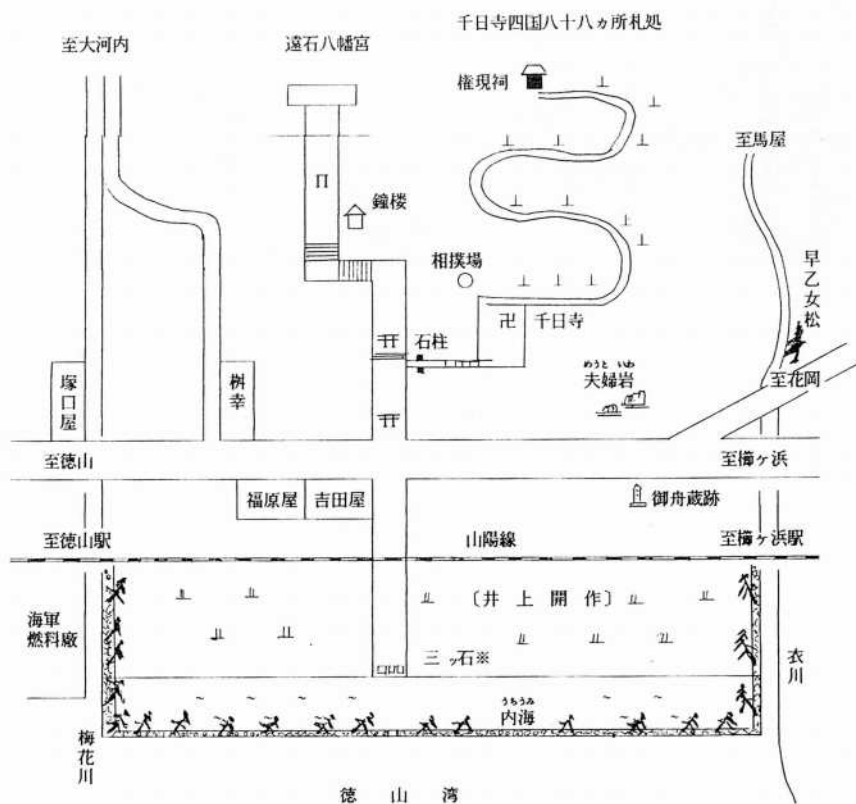 千日寺四国八十八ヵ所札処
至大河内
遠石八幡宮
権現祠
至馬屋
鐘楼
早乙女松
相撲場
卍 千日寺
石柱
めうと いわ
夫婦岩
至花岡
塚口屋
桝幸
至徳山
至櫛ヶ浜
福原屋
吉田屋
御舟蔵跡
至徳山駅
山陽線
至櫛ヶ浜駅
〔井上開作〕
海軍
燃料廠
三ッ石※
衣川
うちうみ
内海
梅花川
徳山湾